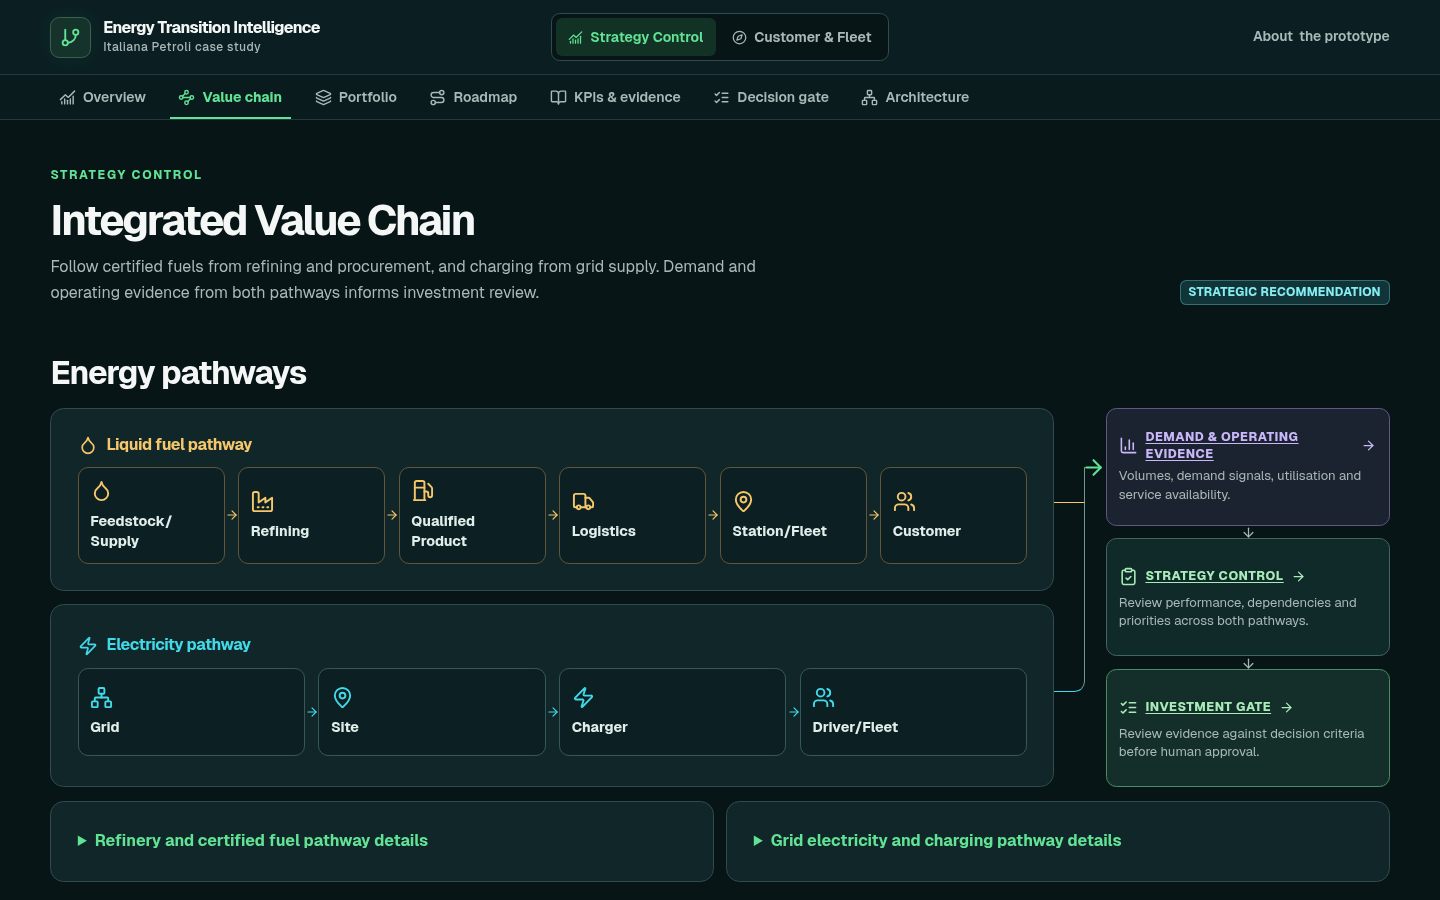 Energy Transition Intelligence
Italiana Petroli case study
Strategy Control
Customer & Fleet
About the prototype
Overview
Value chain
Portfolio
Roadmap
KPIs & evidence
Decision gate
Architecture
STRATEGY CONTROL
Integrated Value Chain
Follow certified fuels from refining and procurement, and charging from grid supply. Demand and
operating evidence from both pathways informs investment review.
STRATEGIC RECOMMENDATION
Energy pathways
Liquid fuel pathway
Feedstock/
Supply
Refining
Qualified
Product
Logistics
Station/Fleet
Customer
Electricity pathway
Grid
Site
Charger
Driver/Fleet
DEMAND & OPERATING
EVIDENCE
Volumes, demand signals, utilisation and
service availability.
STRATEGY CONTROL
Review performance, dependencies and
priorities across both pathways.
INVESTMENT GATE
Review evidence against decision criteria
before human approval.
Refinery and certified fuel pathway details
Grid electricity and charging pathway details